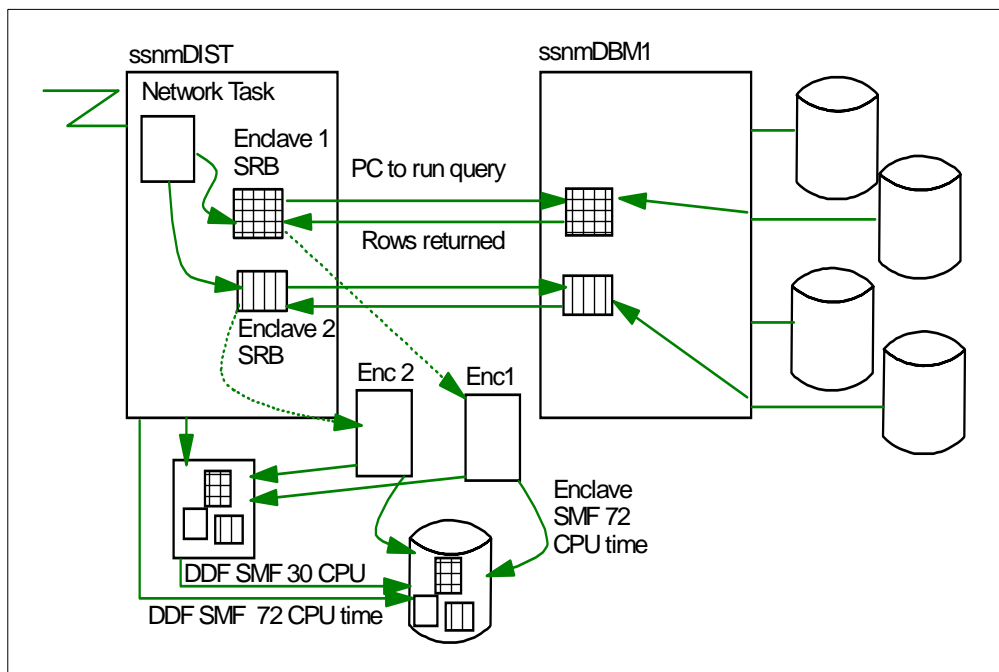 ssnmDIST
ssnmDBM1
Network Task
Enclave 1
SRB
PC to run query
Rows returned
Enclave 2
SRB
Enc 2
Enc1
Enclave
SMF 72
CPU time
DDF SMF 30 CPU
DDF SMF 72 CPU time